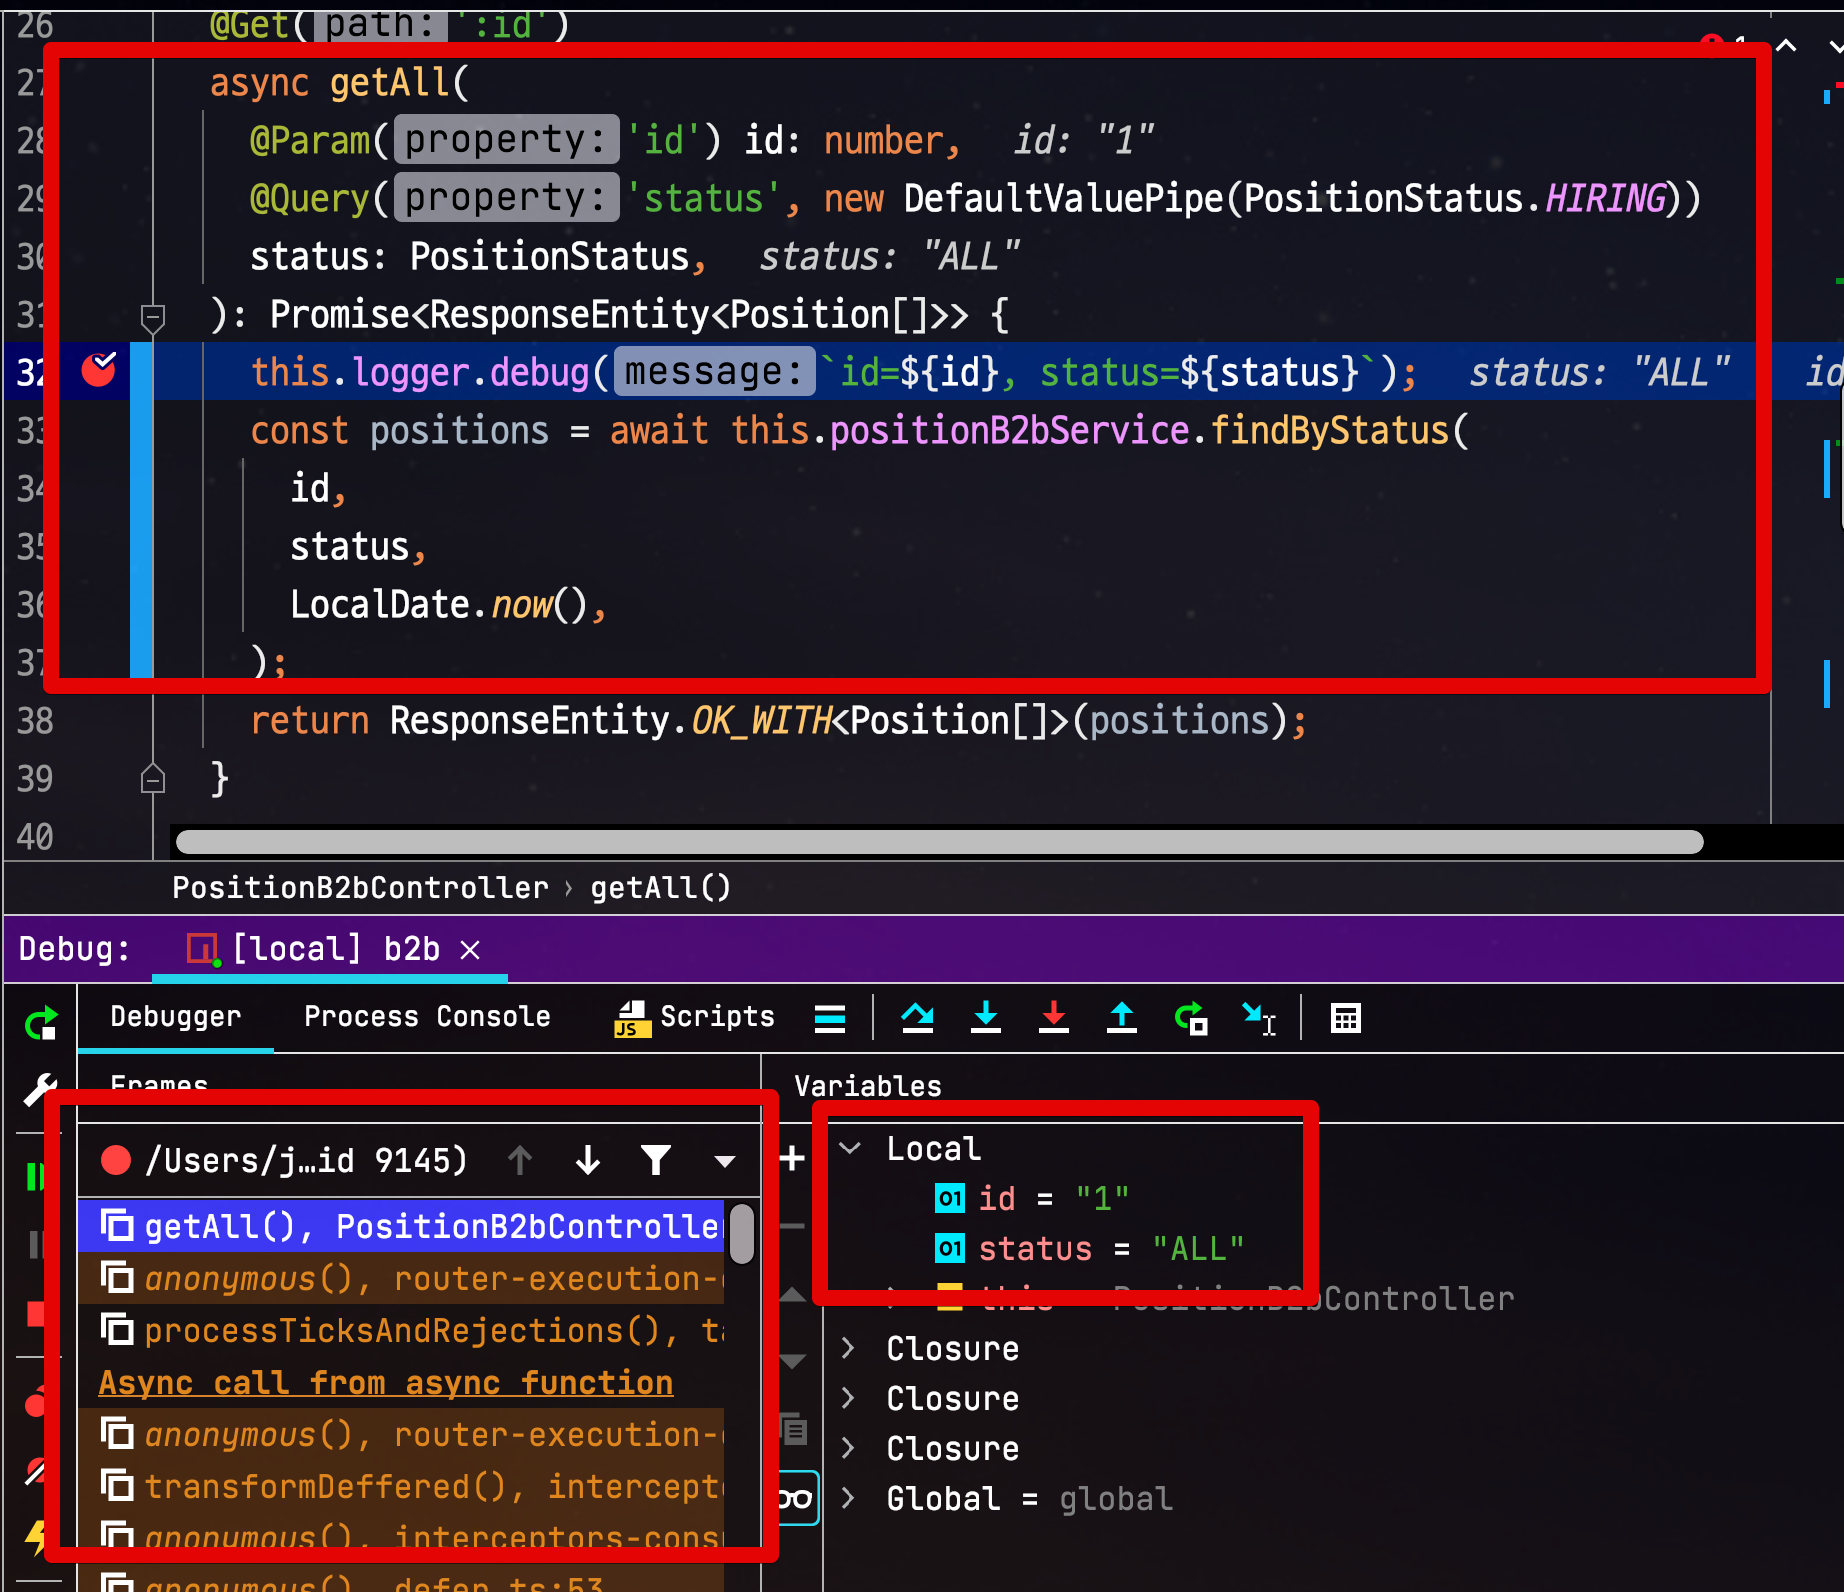 26 @Get( path: ':id')
1
27 async getAll(
28 @Param( property: 'id') id: number, id: "1"
29 @Query( property: 'status', new DefaultValuePipe(PositionStatus.HIRING))
30 status: PositionStatus, status: "ALL"
31 ): Promise<ResponseEntity<Position[]>> {
32 this.logger.debug( message: `id=${id}, status=${status}`); status: "ALL" id
33 const positions = await this.positionB2bService.findByStatus(
34 id,
35 status,
36 LocalDate.now(),
37 );
38 return ResponseEntity.OK_WITH<Position[]>(positions);
39 }
40
PositionB2bController › getAll()
Debug: [local] b2b ×
Debugger Process Console JS Scripts
Frames
Variables
/Users/j…id 9145)
getAll(), PositionB2bController
anonymous(), router-execution-
processTicksAndRejections(), ta
Async call from async function
anonymous(), router-execution-
transformDeffered(), intercept
anonymous(), interceptors-cons
anonymous(), defer.ts:53
Local
01 id = "1"
01 status = "ALL"
this PositionB2bController
Closure
Closure
Closure
Global = global